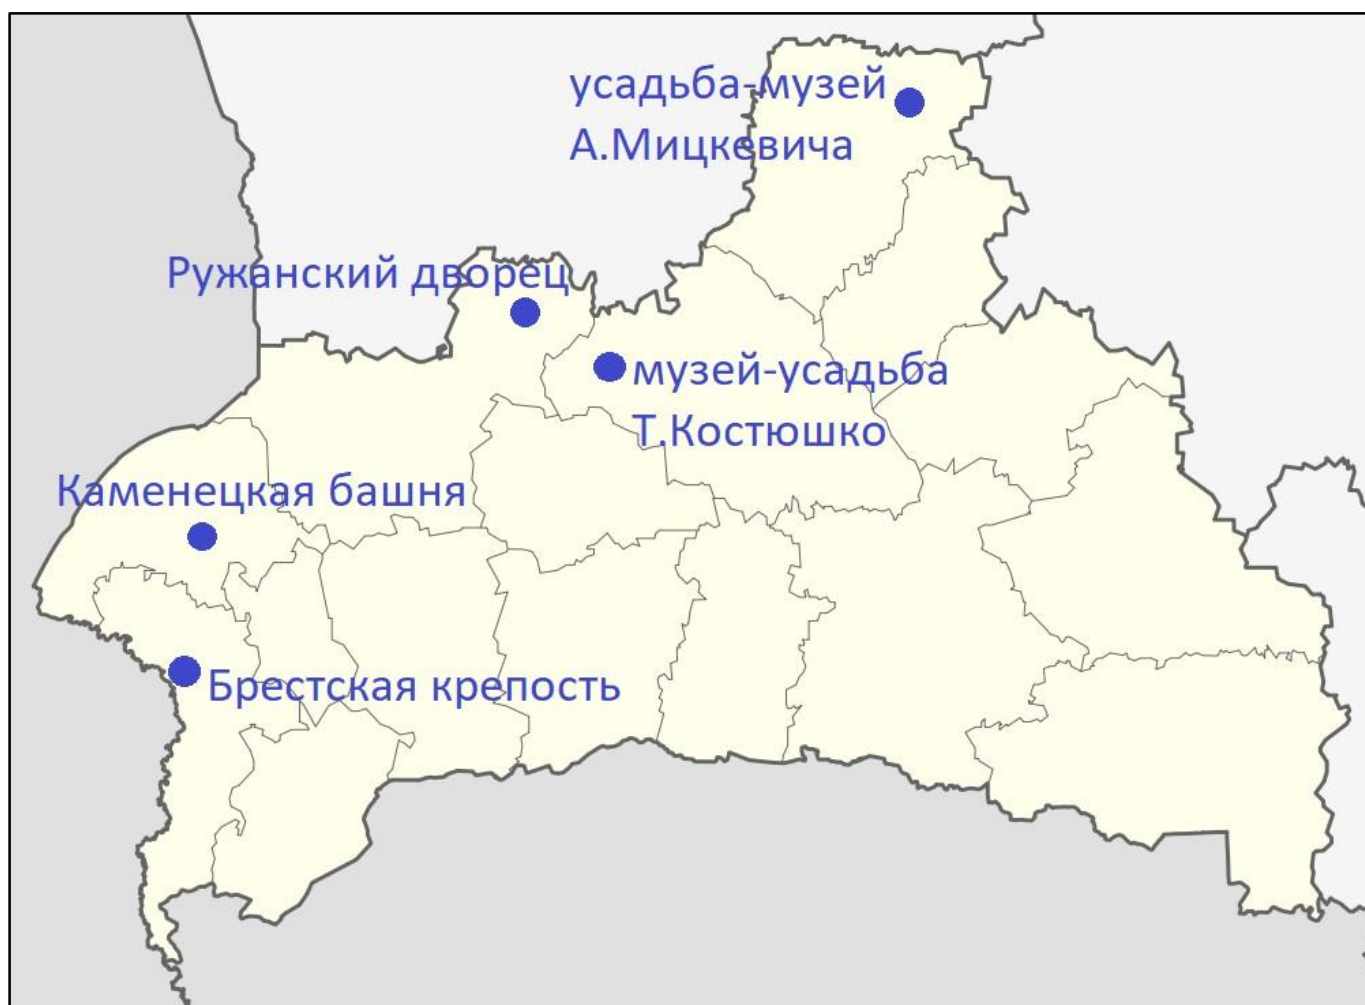 усадьба-музей
А.Мицкевича
Ружанский дворец
музей-усадьба
Т.Костюшко
Каменецкая башня
Брестская крепость